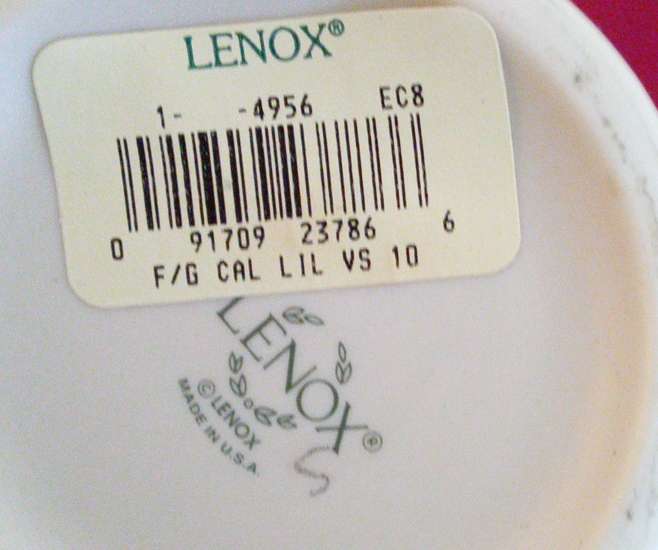 LENOX®
1-   -4956   EC8
0 91709 23786 6
F/G CAL LIL VS 10
LENOX®
©LENOX
MADE IN U.S.A.